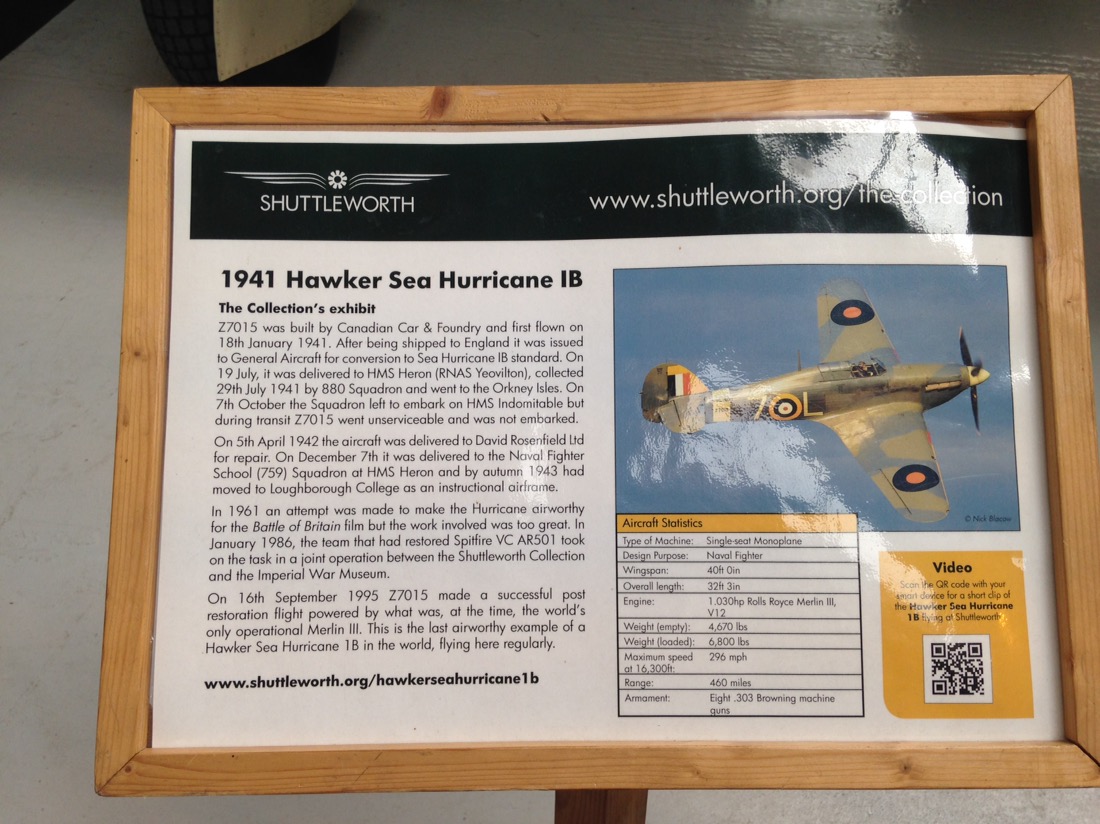 SHUTTLEWORTH
www.shuttleworth.org/the-collection
1941 Hawker Sea Hurricane IB
The Collection's exhibit
Z7015 was built by Canadian Car & Foundry and first flown on
18th January 1941. After being shipped to England it was issued
to General Aircraft for conversion to Sea Hurricane IB standard. On
19 July, it was delivered to HMS Heron (RNAS Yeovilton), collected
29th July 1941 by 880 Squadron and went to the Orkney Isles. On
7th October the Squadron left to embark on HMS Indomitable but
during transit Z7015 went unserviceable and was not embarked.
On 5th April 1942 the aircraft was delivered to David Rosenfield Ltd
for repair. On December 7th it was delivered to the Naval Fighter
School (759) Squadron at HMS Heron and by autumn 1943 had
moved to Loughborough College as an instructional airframe.
In 1961 an attempt was made to make the Hurricane airworthy
for the Battle of Britain film but the work involved was too great. In
January 1986, the team that had restored Spitfire VC AR501 took
on the task in a joint operation between the Shuttleworth Collection
and the Imperial War Museum.
On 16th September 1995 Z7015 made a successful post
restoration flight powered by what was, at the time, the world's
only operational Merlin III. This is the last airworthy example of a
Hawker Sea Hurricane 1B in the world, flying here regularly.
www.shuttleworth.org/hawkerseahurricane1b
7 L
© Nick Blacow
Aircraft Statistics
Type of Machine: Single-seat Monoplane
Design Purpose: Naval Fighter
Wingspan: 40ft 0in
Overall length: 32ft 3in
Engine: 1.030hp Rolls Royce Merlin III,
V12
Weight (empty): 4,670 lbs
Weight (loaded): 6,800 lbs
Maximum speed 296 mph
at 16,300ft:
Range: 460 miles
Armament: Eight .303 Browning machine
guns
Video
Scan the QR code with your
smart device for a short clip of
the Hawker Sea Hurricane
1B flying at Shuttleworth